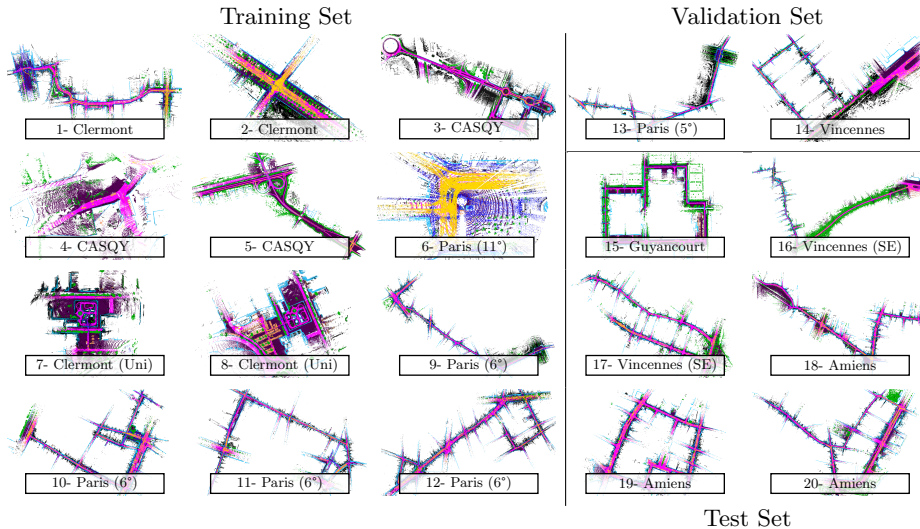 Training Set
Validation Set
1- Clermont
2- Clermont
3- CASQY
13- Paris (5°)
14- Vincennes
4- CASQY
5- CASQY
6- Paris (11°)
15- Guyancourt
16- Vincennes (SE)
7- Clermont (Uni)
8- Clermont (Uni)
9- Paris (6°)
17- Vincennes (SE)
18- Amiens
10- Paris (6°)
11- Paris (6°)
12- Paris (6°)
19- Amiens
20- Amiens
Test Set